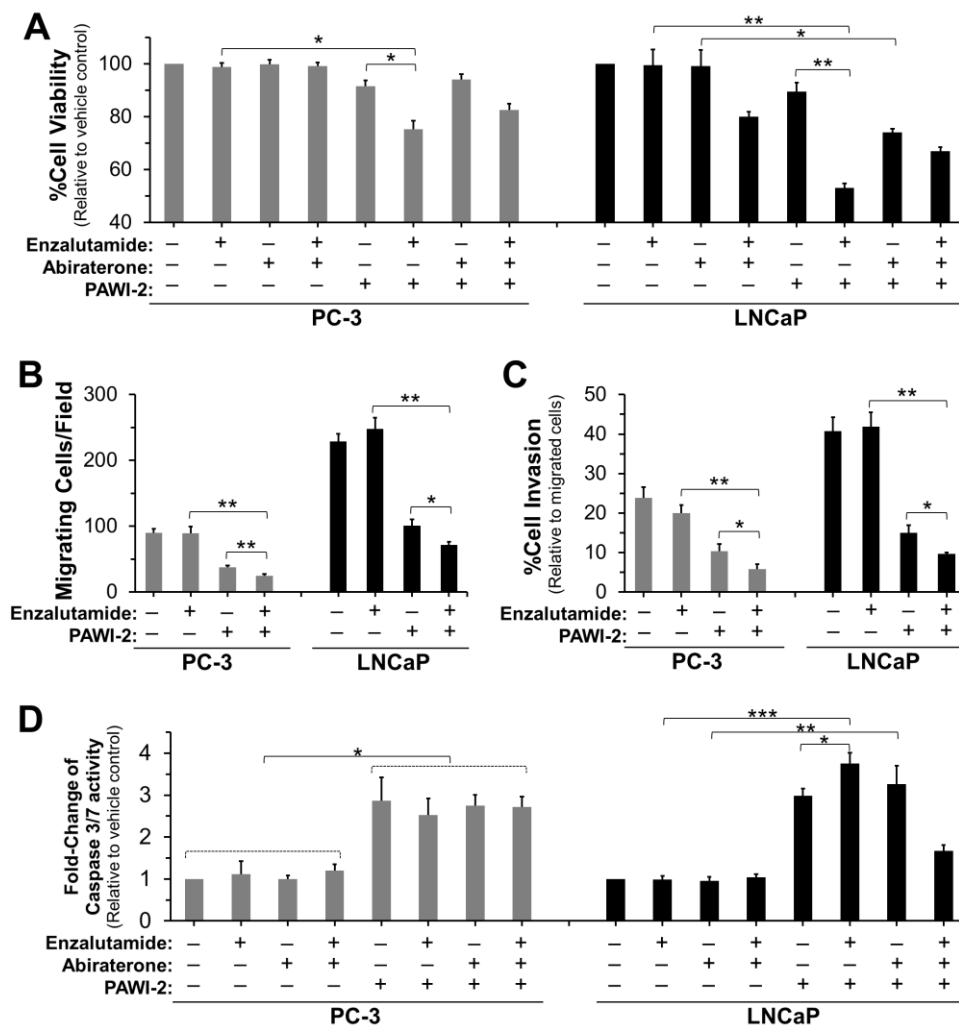 A
%Cell Viability
(Relative to vehicle control)
100
80
60
40
* * ** * **
Enzalutamide: – + – + – + – + – + – + – + – +
Abiraterone: – – + + – – + + – – + + – – + +
PAWI-2: – – – – + + + + – – – – + + + +
PC-3 LNCaP
B
Migrating Cells/Field
300
200
100
0
** ** ** *
Enzalutamide: – + – + – + – +
PAWI-2: – – + + – – + +
PC-3 LNCaP
C
%Cell Invasion
(Relative to migrated cells)
50
40
30
20
10
0
** * ** *
Enzalutamide: – + – + – + – +
PAWI-2: – – + + – – + +
PC-3 LNCaP
D
Fold-Change of
Caspase 3/7 activity
(Relative to vehicle control)
4
3
2
1
0
* *** ** *
Enzalutamide: – + – + – + – + – + – + – + – +
Abiraterone: – – + + – – + + – – + + – – + +
PAWI-2: – – – – + + + + – – – – + + + +
PC-3 LNCaP